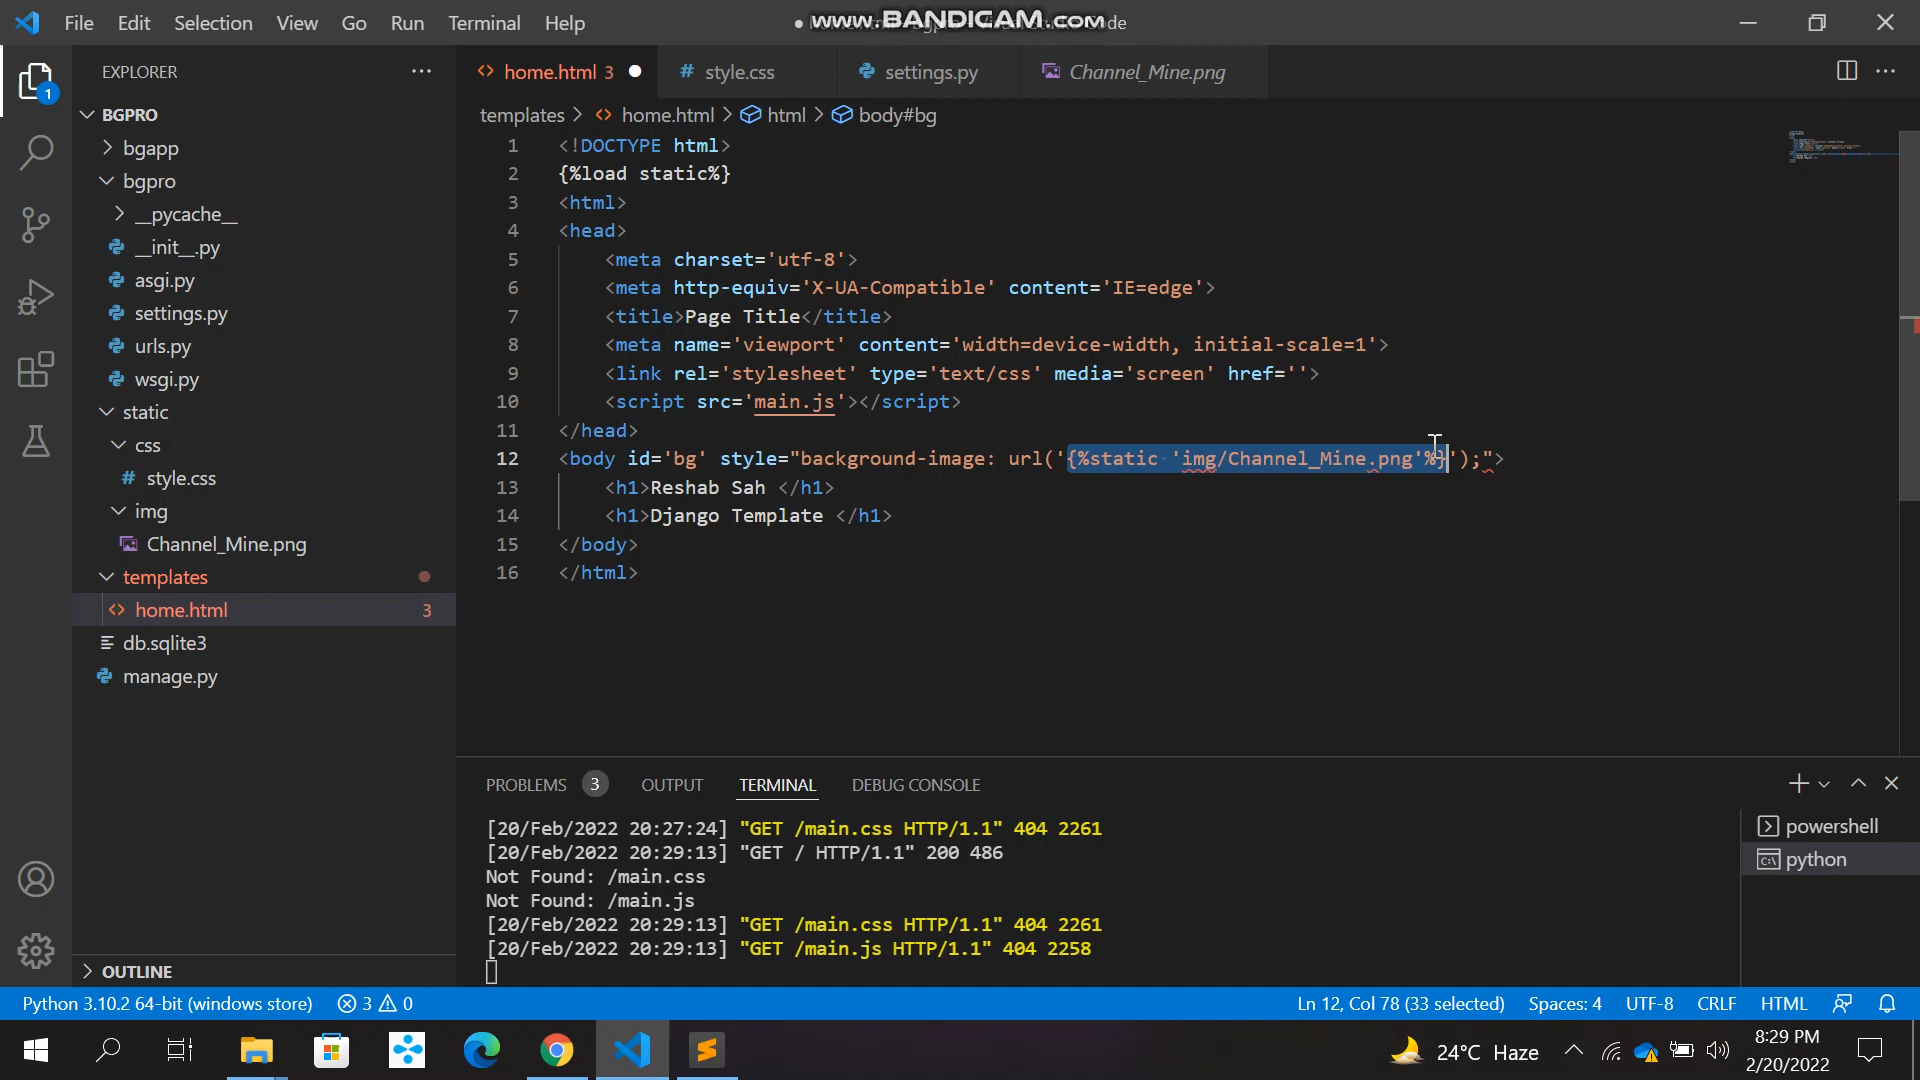 File Edit Selection View Go Run Terminal Help
www.BANDICAM.com
EXPLORER
home.html 3
style.css
settings.py
Channel_Mine.png
templates > home.html > html > body#bg
1
BGPRO
bgapp
bgpro
__pycache__
__init__.py
asgi.py
settings.py
urls.py
wsgi.py
static
css
style.css
img
Channel_Mine.png
templates
home.html 3
db.sqlite3
manage.py
OUTLINE
1 <!DOCTYPE html>
2 {%load static%}
3 <html>
4 <head>
5 <meta charset='utf-8'>
6 <meta http-equiv='X-UA-Compatible' content='IE=edge'>
7 <title>Page Title</title>
8 <meta name='viewport' content='width=device-width, initial-scale=1'>
9 <link rel='stylesheet' type='text/css' media='screen' href=''>
10 <script src='main.js'></script>
11 </head>
12 <body id='bg' style="background-image: url('{%static 'img/Channel_Mine.png'%}');">
13 <h1>Reshab Sah </h1>
14 <h1>Django Template </h1>
15 </body>
16 </html>
PROBLEMS 3 OUTPUT TERMINAL DEBUG CONSOLE
[20/Feb/2022 20:27:24] "GET /main.css HTTP/1.1" 404 2261
[20/Feb/2022 20:29:13] "GET / HTTP/1.1" 200 486
Not Found: /main.css
Not Found: /main.js
[20/Feb/2022 20:29:13] "GET /main.css HTTP/1.1" 404 2261
[20/Feb/2022 20:29:13] "GET /main.js HTTP/1.1" 404 2258
powershell
python
Python 3.10.2 64-bit (windows store) 3 0
Ln 12, Col 78 (33 selected) Spaces: 4 UTF-8 CRLF HTML
24°C Haze
8:29 PM
2/20/2022